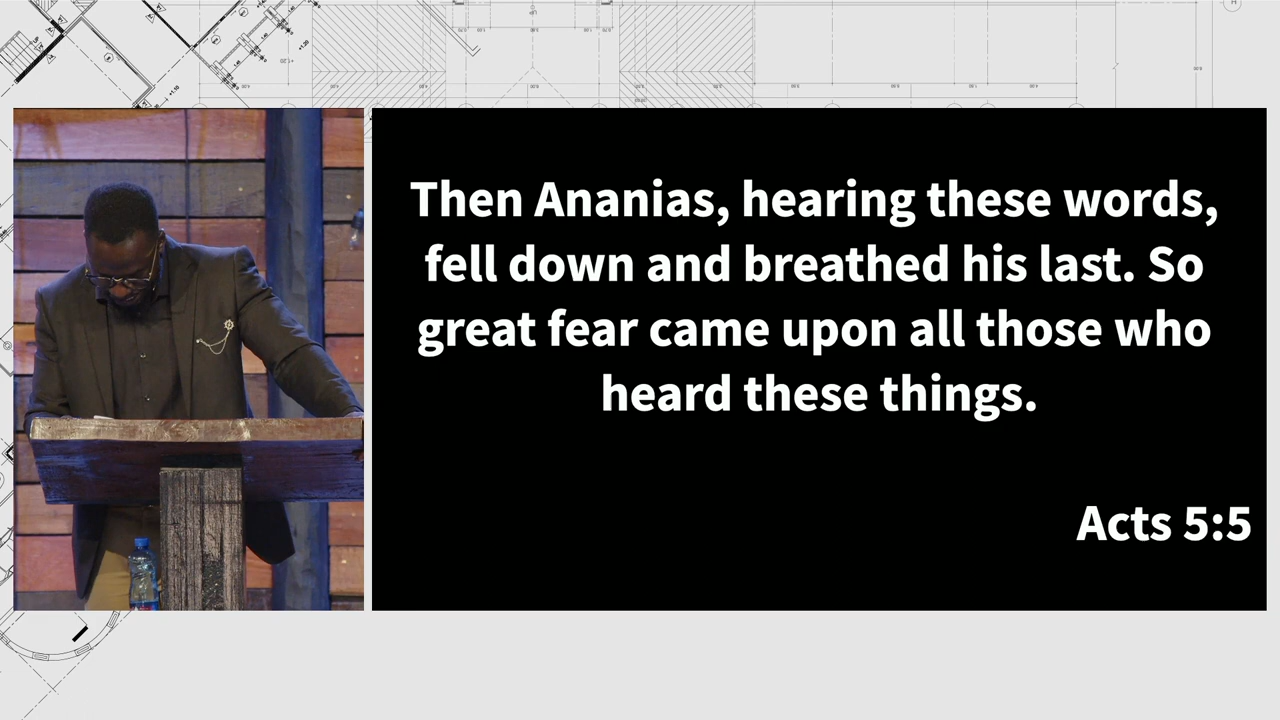 Then Ananias, hearing these words,
fell down and breathed his last. So
great fear came upon all those who
heard these things.
Acts 5:5